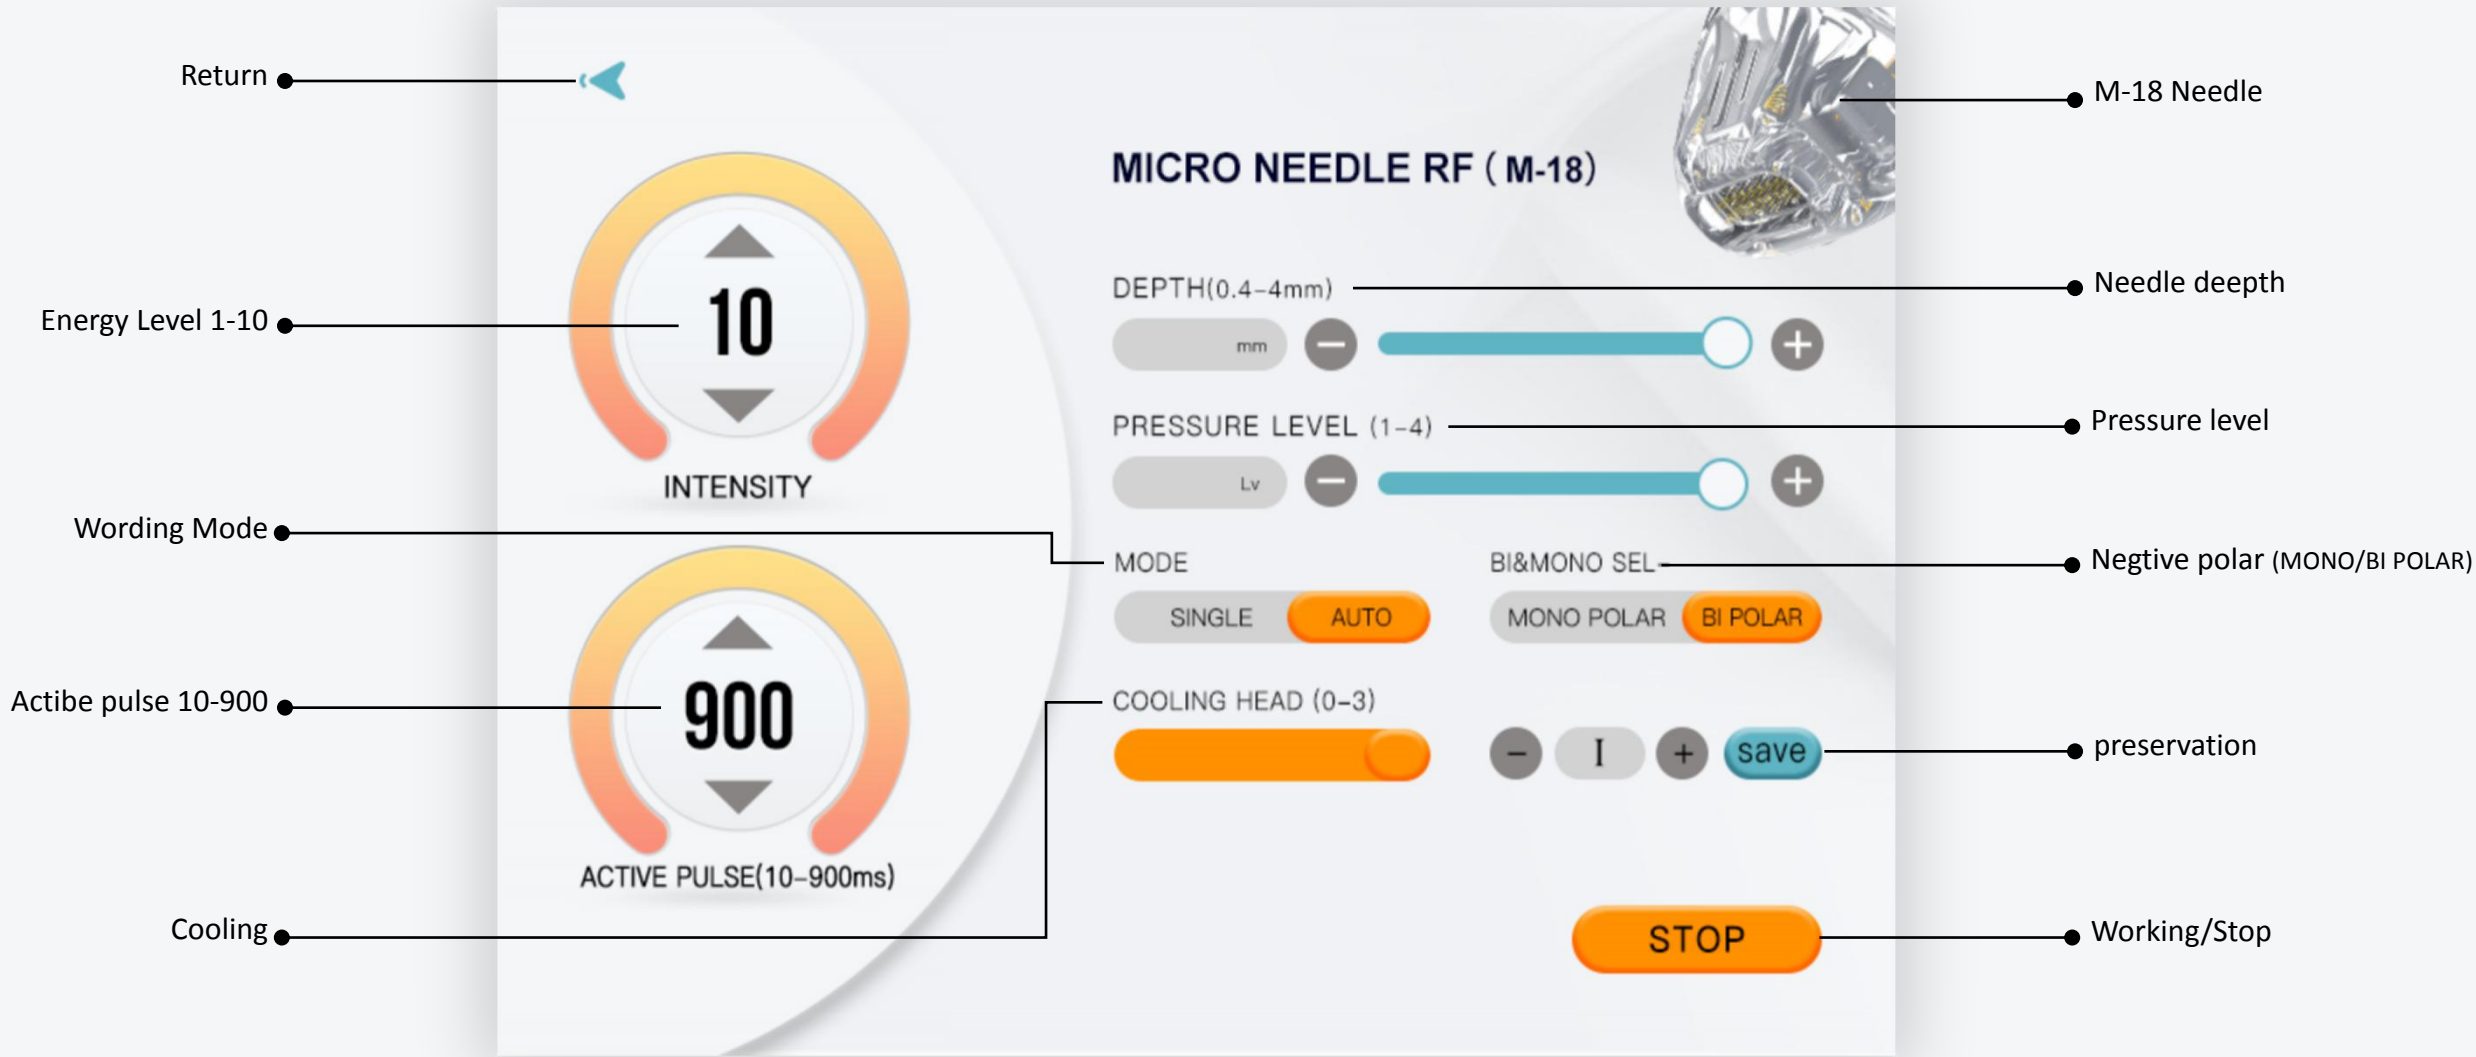 Return
M-18 Needle
MICRO NEEDLE RF ( M-18)
DEPTH(0.4-4mm)
Needle deepth
Energy Level 1-10
10
mm
PRESSURE LEVEL (1-4)
Pressure level
INTENSITY
Lv
Wording Mode
MODE
BI&MONO SEL
Negtive polar (MONO/BI POLAR)
SINGLE AUTO
MONO POLAR BI POLAR
Actibe pulse 10-900
900
COOLING HEAD (0-3)
- I + save
preservation
ACTIVE PULSE(10-900ms)
Cooling
STOP
Working/Stop